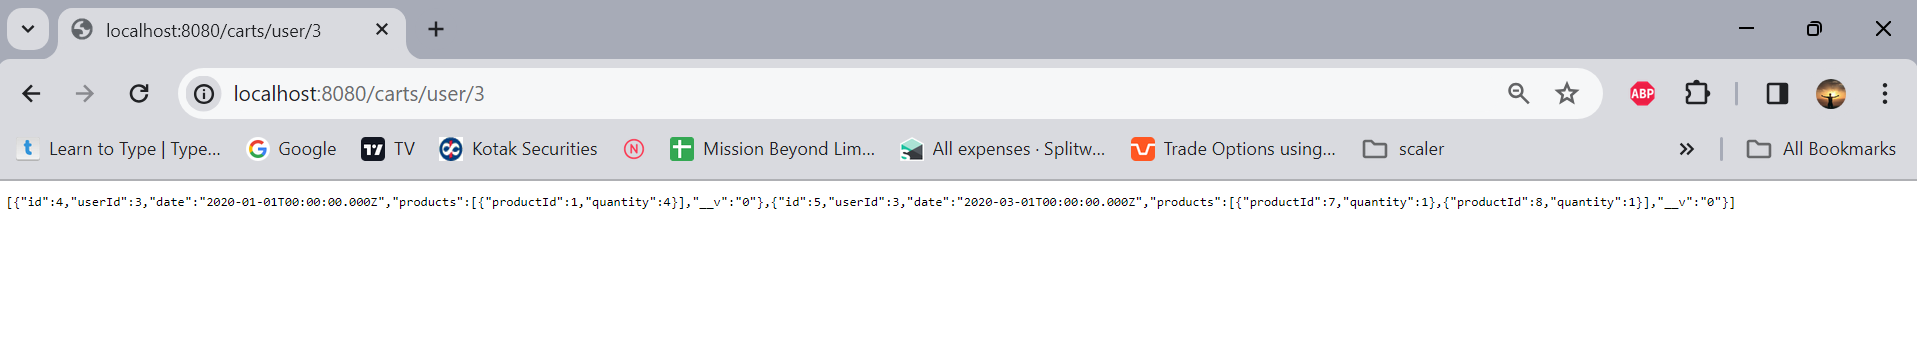 localhost:8080/carts/user/3
localhost:8080/carts/user/3
ABP
t Learn to Type | Type... Google TV Kotak Securities N Mission Beyond Lim... All expenses · Splitw... Trade Options using... scaler » All Bookmarks
[{"id":4,"userId":3,"date":"2020-01-01T00:00:00.000Z","products":[{"productId":1,"quantity":4}],"__v":"0"},{"id":5,"userId":3,"date":"2020-03-01T00:00:00.000Z","products":[{"productId":7,"quantity":1},{"productId":8,"quantity":1}],"__v":"0"}]